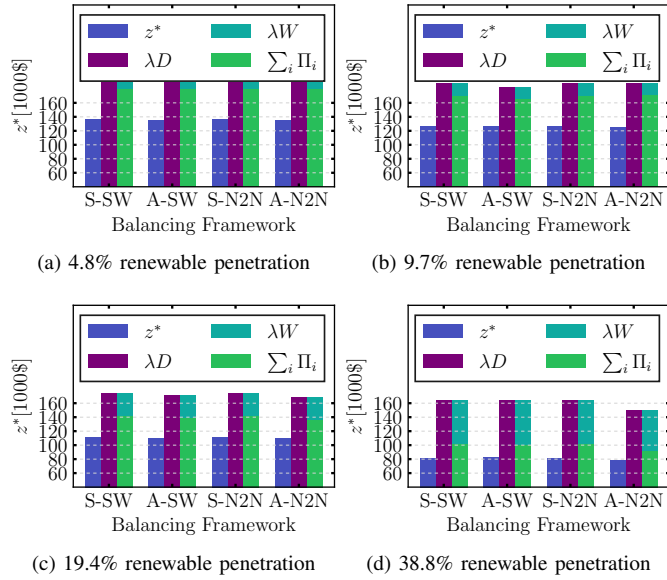 z* λW
λD ∑ᵢ Πᵢ
z*[1000$]
160
140
120
100
80
60
S-SW A-SW S-N2N A-N2N
Balancing Framework
(a) 4.8% renewable penetration
z* λW
λD ∑ᵢ Πᵢ
z*[1000$]
160
140
120
100
80
60
S-SW A-SW S-N2N A-N2N
Balancing Framework
(b) 9.7% renewable penetration
z* λW
λD ∑ᵢ Πᵢ
z*[1000$]
160
140
120
100
80
60
S-SW A-SW S-N2N A-N2N
Balancing Framework
(c) 19.4% renewable penetration
z* λW
λD ∑ᵢ Πᵢ
z*[1000$]
160
140
120
100
80
60
S-SW A-SW S-N2N A-N2N
Balancing Framework
(d) 38.8% renewable penetration